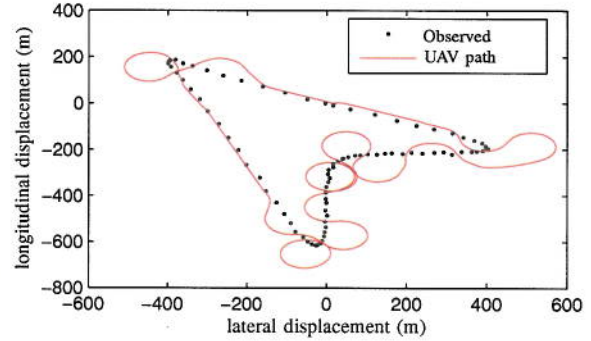 Observed
UAV path
longitudinal displacement (m)
400
200
0
−200
−400
−600
−800
−600 −400 −200 0 200 400 600
lateral displacement (m)